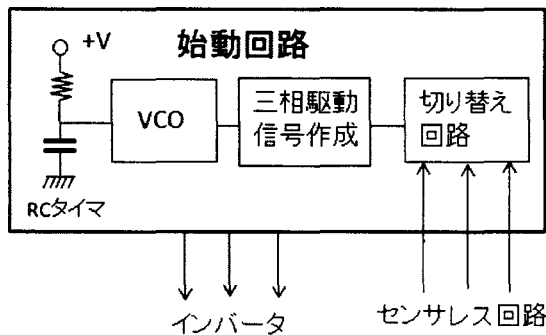 +V
始動回路
VCO
三相駆動
信号作成
切り替え
回路
RCタイマ
インバータ
センサレス回路